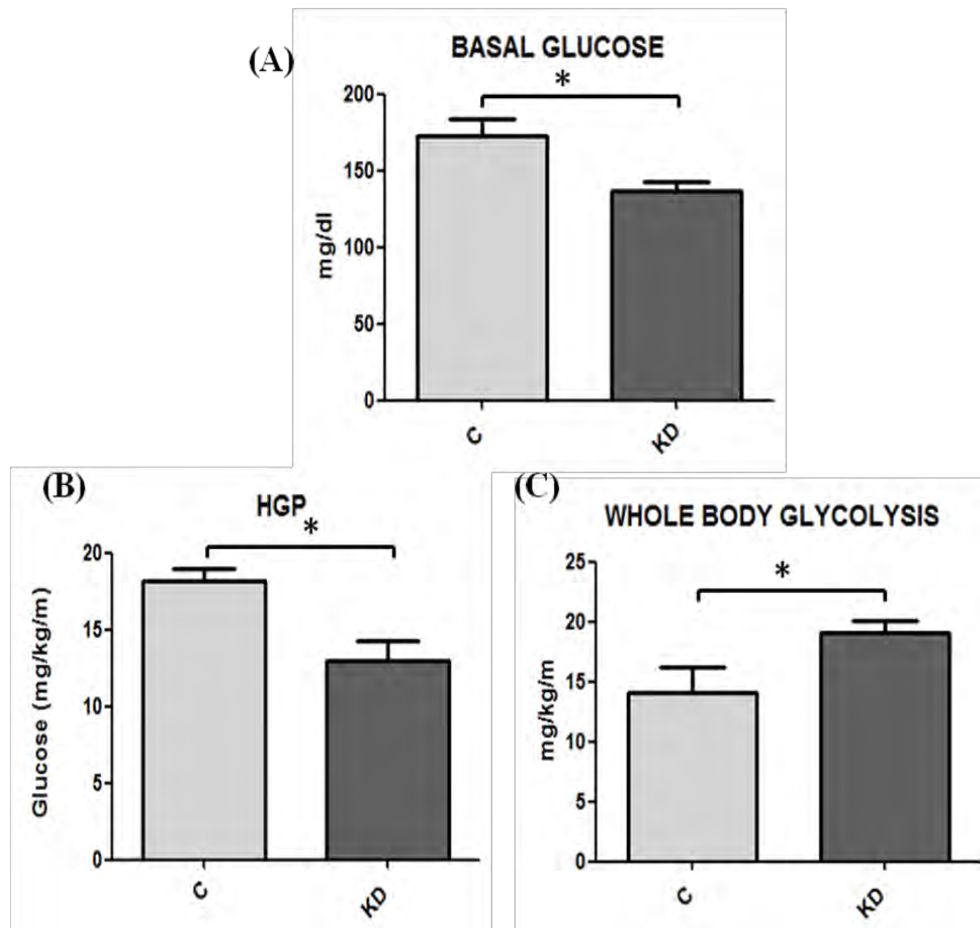 (A)
BASAL GLUCOSE
*
200
150
100
50
0
mg/dl
C
KD
(B)
HGP
*
20
15
10
5
0
Glucose (mg/kg/m)
C
KD
(C)
WHOLE BODY GLYCOLYSIS
*
25
20
15
10
5
0
mg/kg/m
C
KD